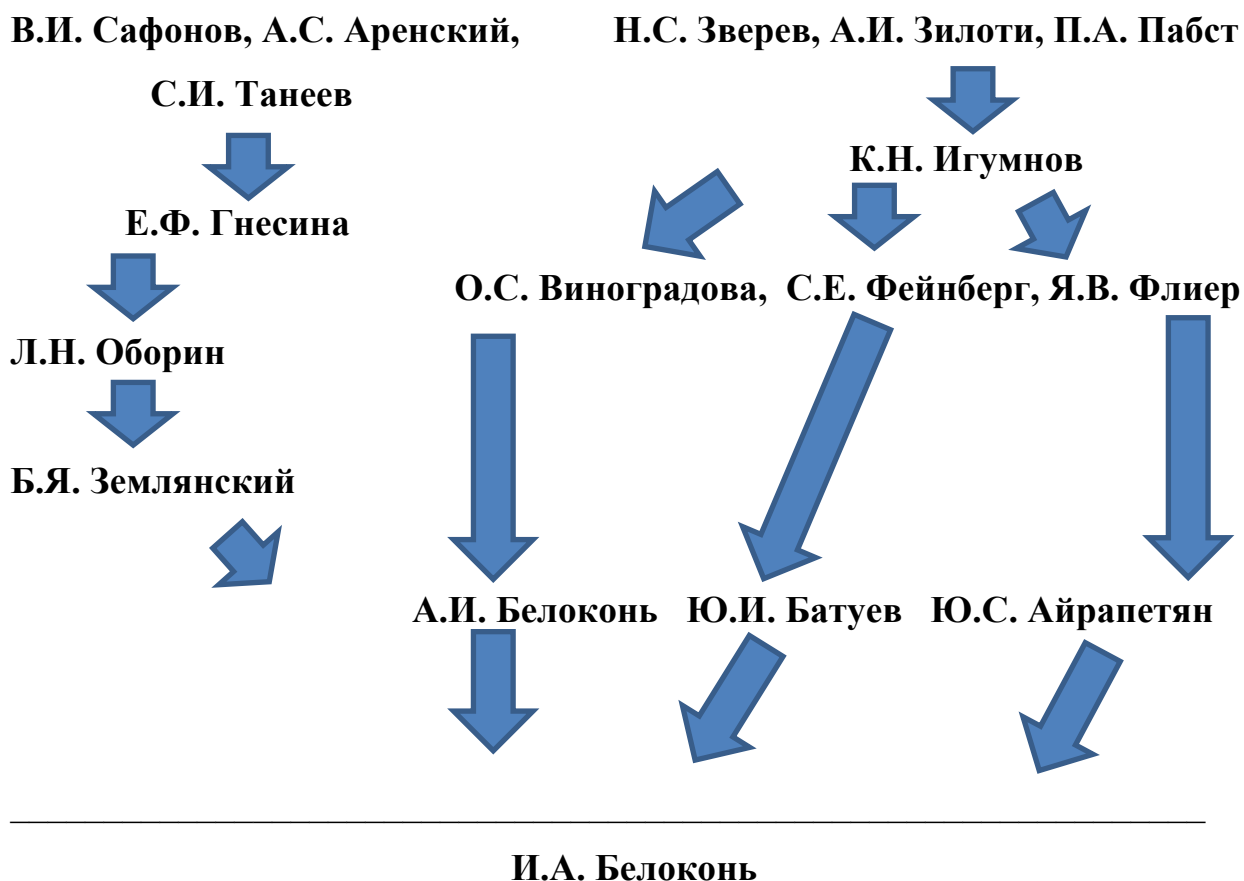 В.И. Сафонов, А.С. Аренский, Н.С. Зверев, А.И. Зилоти, П.А. Пабст
С.И. Танеев
К.Н. Игумнов
Е.Ф. Гнесина
О.С. Виноградова, С.Е. Фейнберг, Я.В. Флиер
Л.Н. Оборин
Б.Я. Землянский
А.И. Белоконь Ю.И. Батуев Ю.С. Айрапетян
И.А. Белоконь